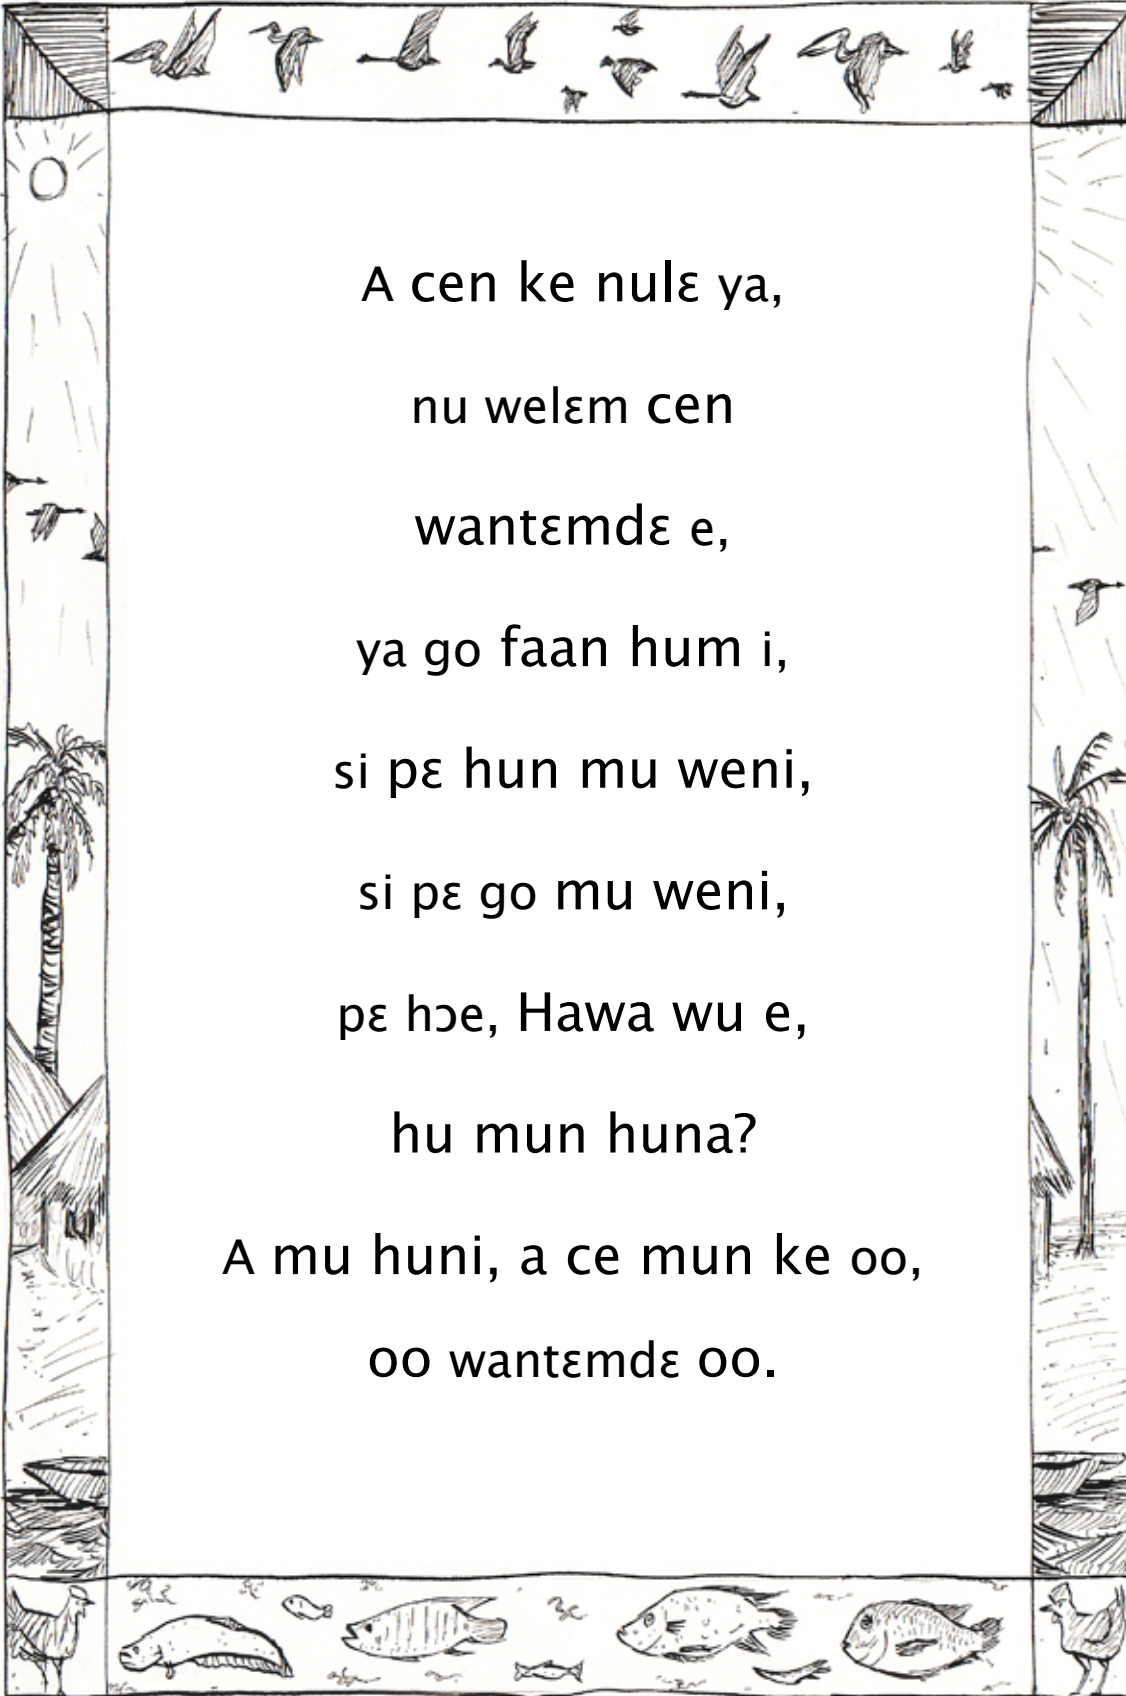 A cen ke nulɛ ya,
nu welɛm cen
wantɛmdɛ e,
ya go faan hum i,
si pɛ hun mu weni,
si pɛ go mu weni,
pɛ hɔe, Hawa wu e,
hu mun huna?
A mu huni, a ce mun ke oo,
oo wantɛmdɛ oo.